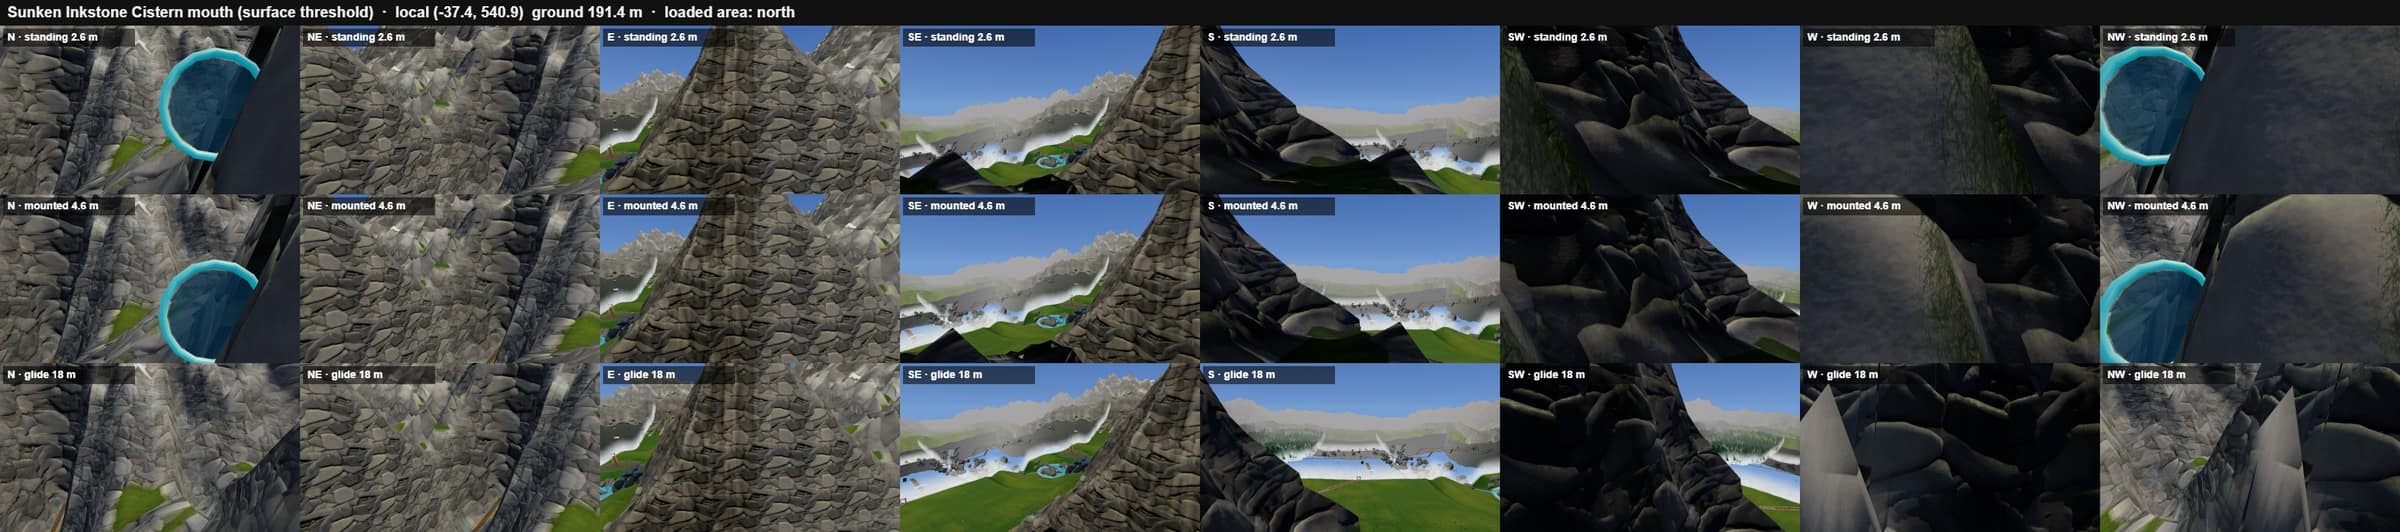 Sunken Inkstone Cistern mouth (surface threshold)  ·  local (-37.4, 540.9)  ground 191.4 m  ·  loaded area: north
N · standing 2.6 m
NE · standing 2.6 m
E · standing 2.6 m
SE · standing 2.6 m
S · standing 2.6 m
SW · standing 2.6 m
W · standing 2.6 m
NW · standing 2.6 m
N · mounted 4.6 m
NE · mounted 4.6 m
E · mounted 4.6 m
SE · mounted 4.6 m
S · mounted 4.6 m
SW · mounted 4.6 m
W · mounted 4.6 m
NW · mounted 4.6 m
N · glide 18 m
NE · glide 18 m
E · glide 18 m
SE · glide 18 m
S · glide 18 m
SW · glide 18 m
W · glide 18 m
NW · glide 18 m